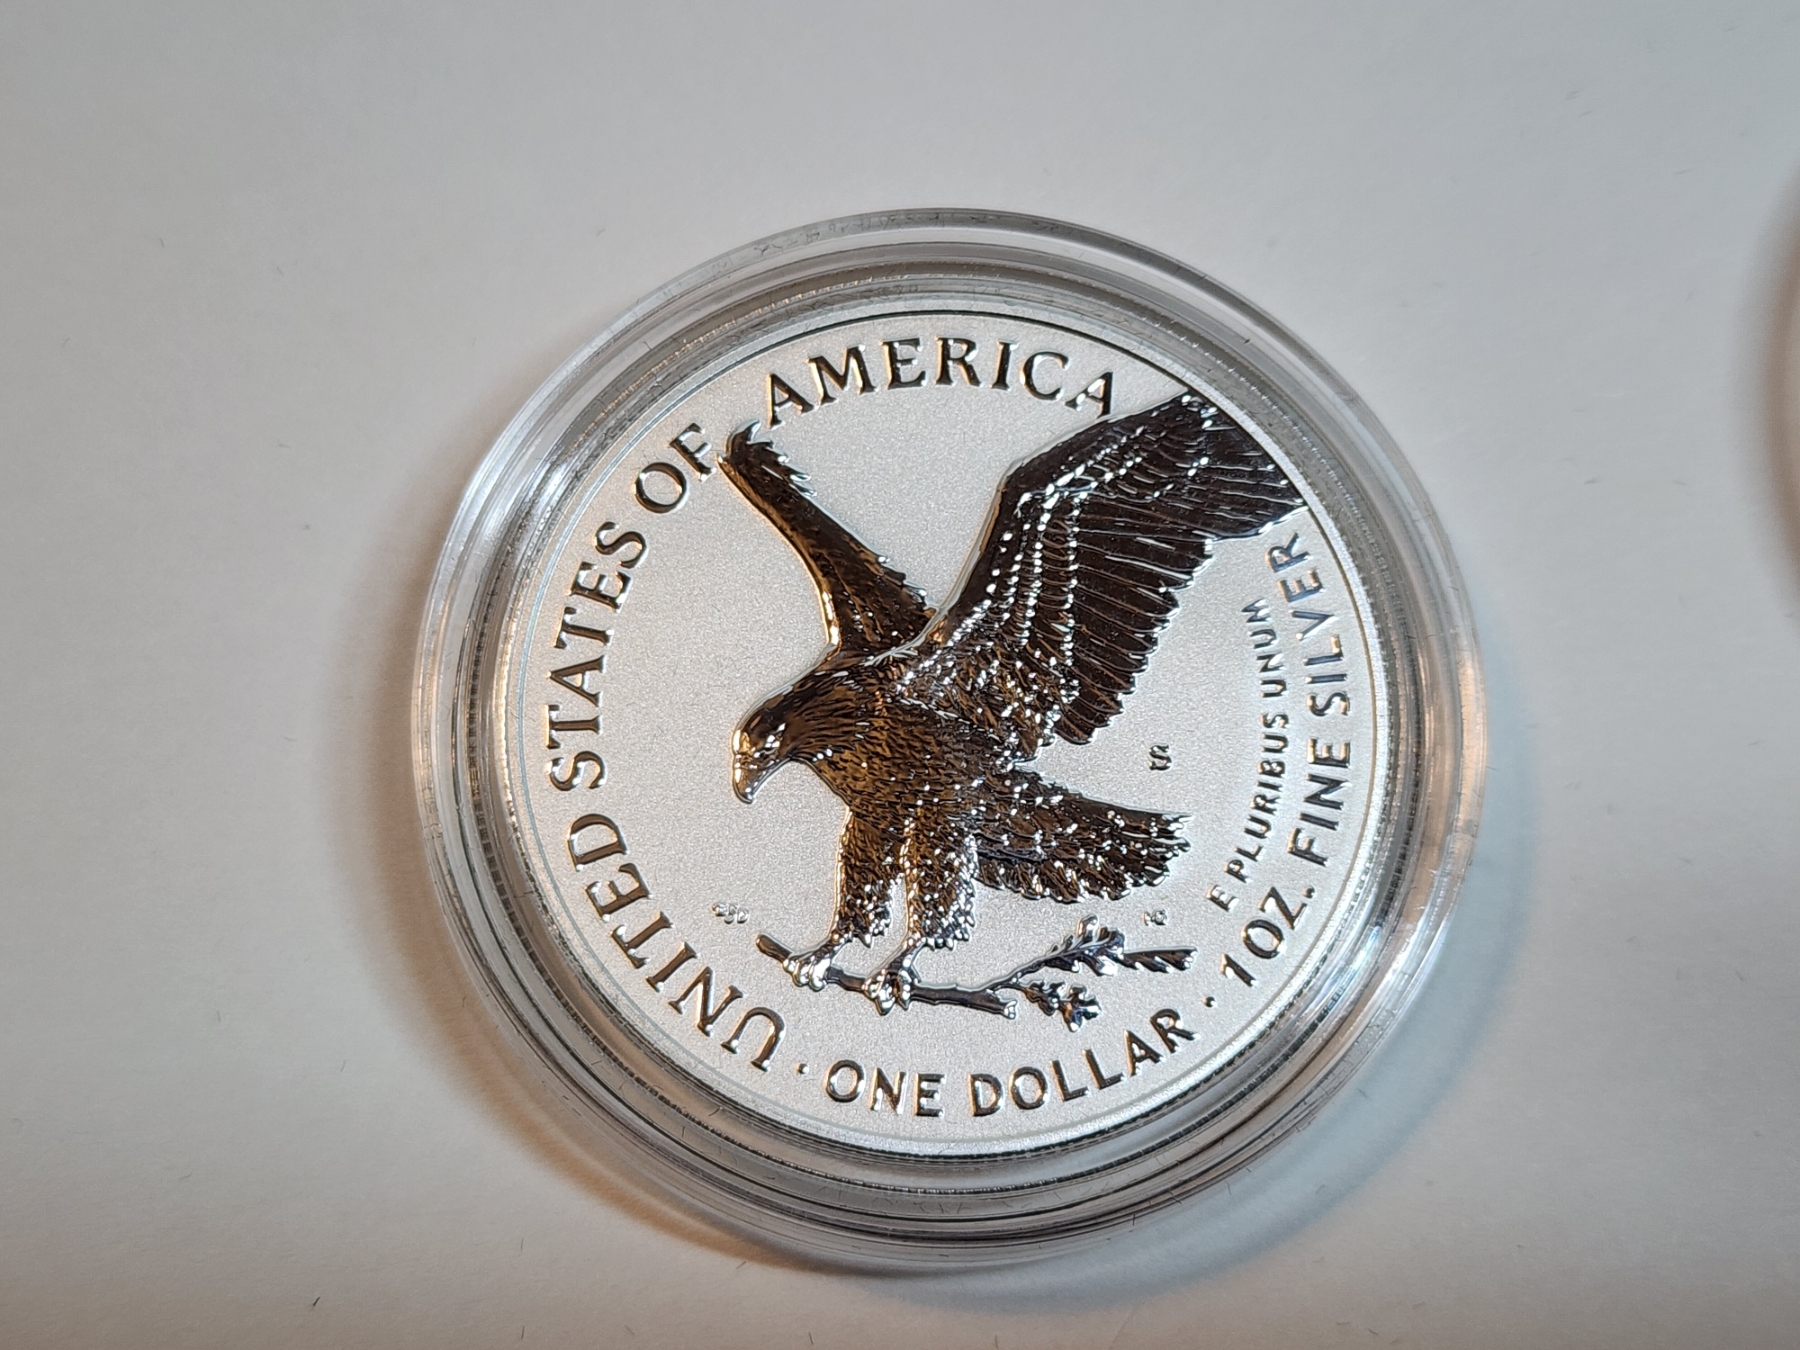 UNITED STATES OF AMERICA
E PLURIBUS UNUM
· ONE DOLLAR · 1 OZ. FINE SILVER
S